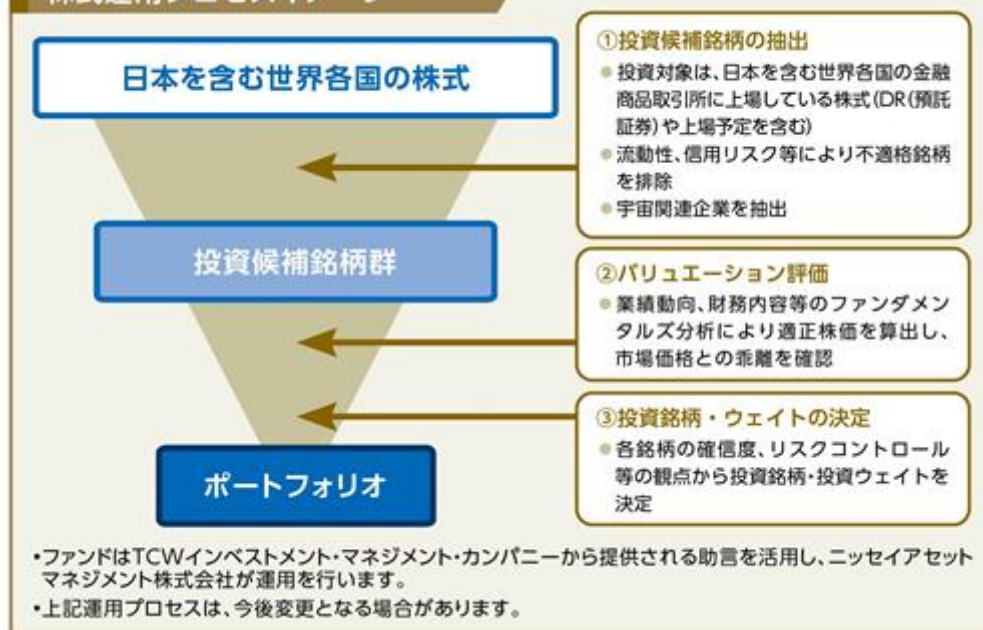 株式運用プロセスイメージ
日本を含む世界各国の株式
①投資候補銘柄の抽出
●投資対象は、日本を含む世界各国の金融
商品取引所に上場している株式(DR(預託
証券)や上場予定を含む)
●流動性、信用リスク等により不適格銘柄
を排除
●宇宙関連企業を抽出
投資候補銘柄群
②バリュエーション評価
●業績動向、財務内容等のファンダメン
タルズ分析により適正株価を算出し、
市場価格との乖離を確認
③投資銘柄・ウェイトの決定
●各銘柄の確信度、リスクコントロール
等の観点から投資銘柄・投資ウェイトを
決定
ポートフォリオ
・ファンドはTCWインベストメント・マネジメント・カンパニーから提供される助言を活用し、ニッセイアセット
マネジメント株式会社が運用を行います。
・上記運用プロセスは、今後変更となる場合があります。